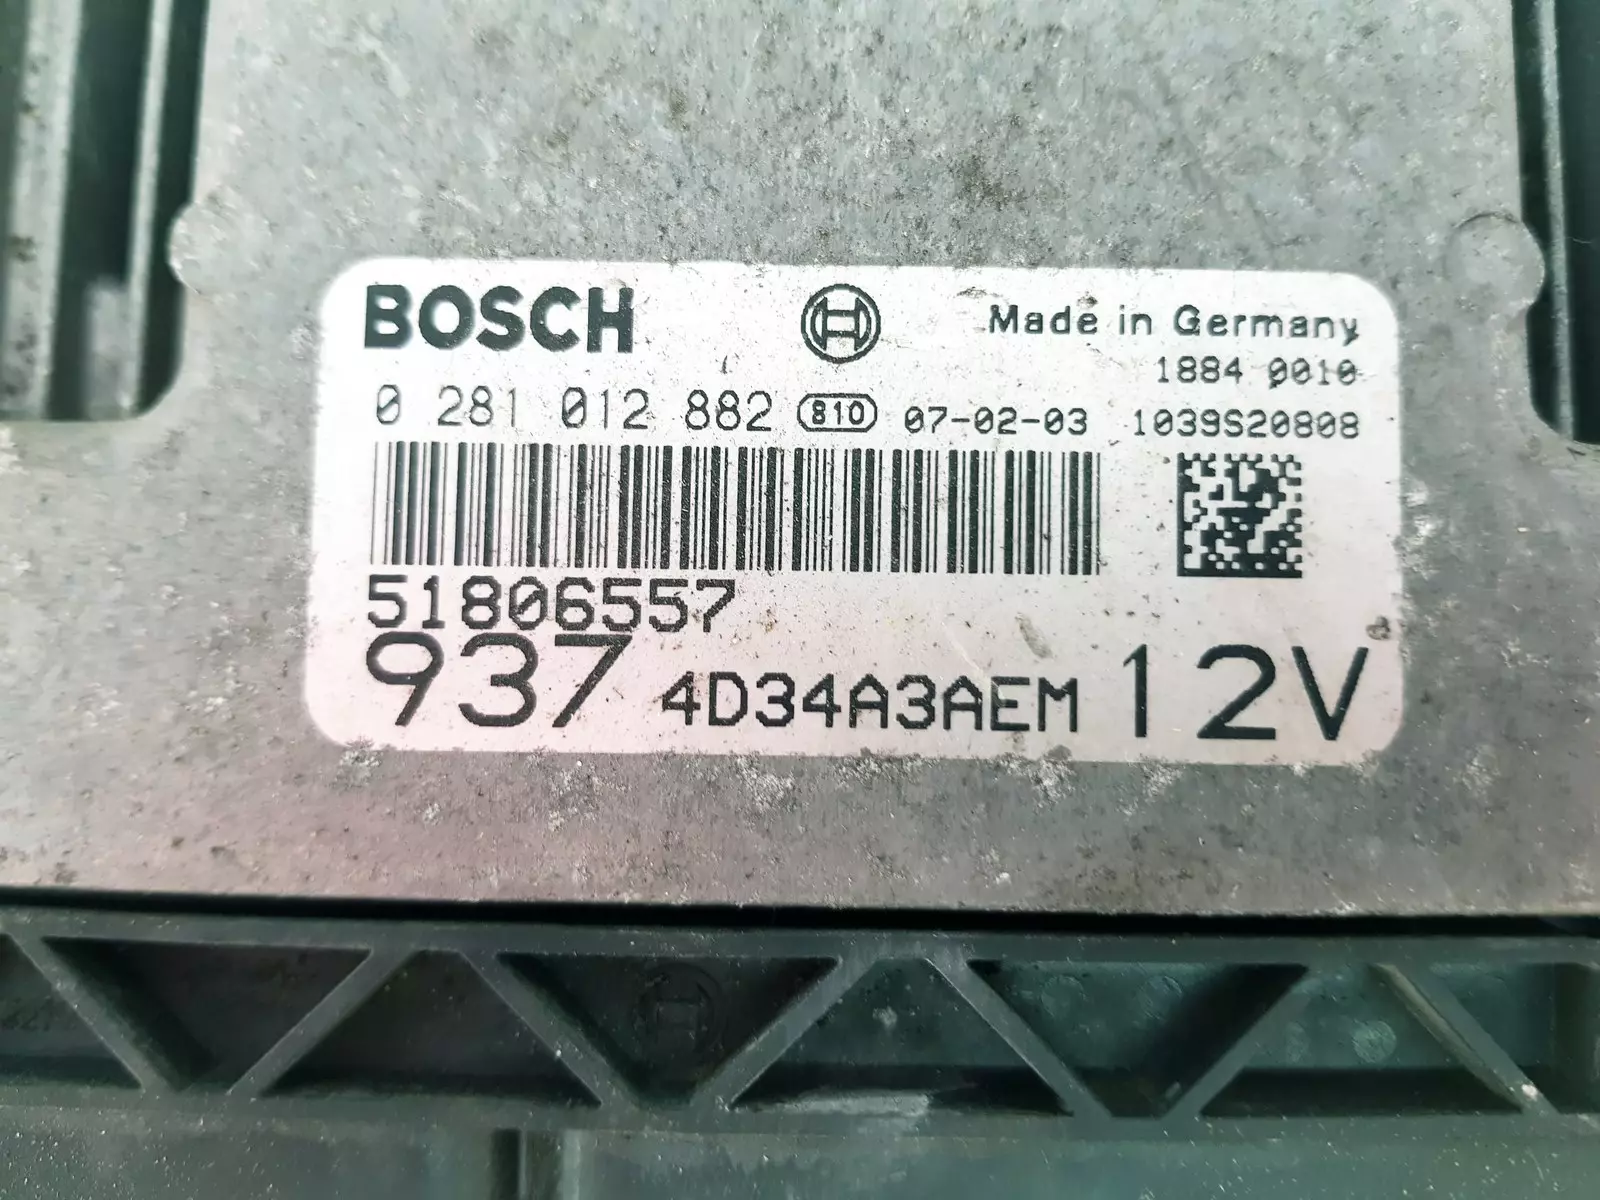 BOSCH Made in Germany
1884 0010
0 281 012 882 810 07-02-03 1039S20808
51806557
937 4D34A3AEM 12V